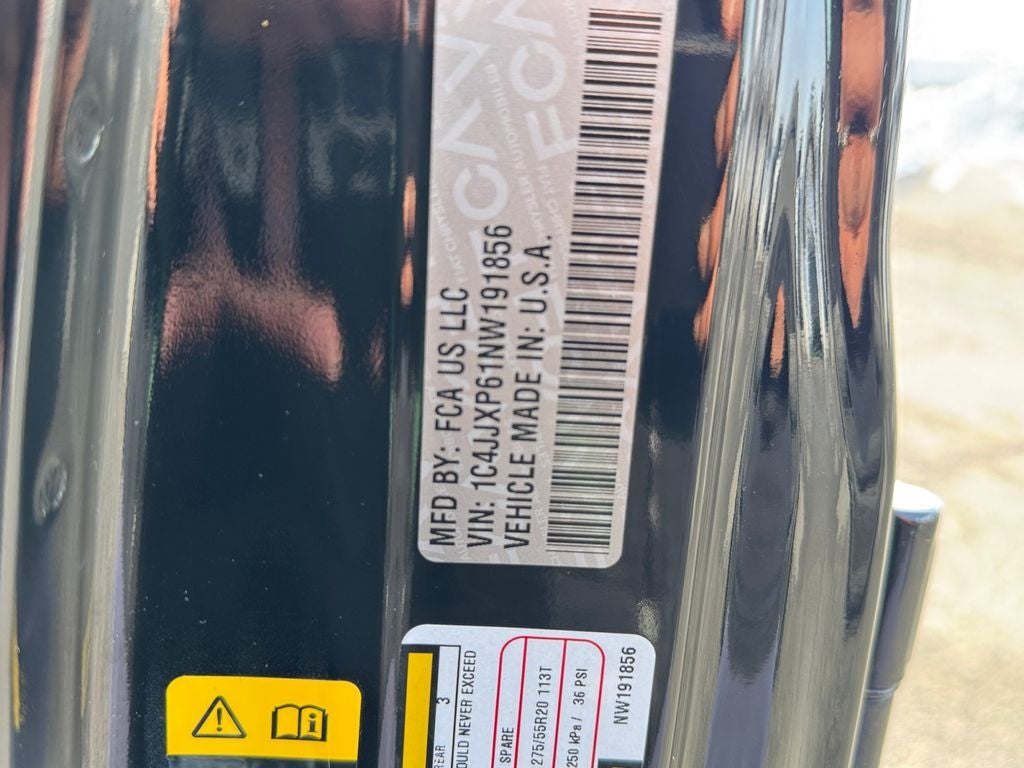 MFD BY: FCA US LLC
VIN: 1C4JJXP61NW191856
VEHICLE MADE IN: U.S.A.
REAR 3
OULD NEVER EXCEED
SPARE
275/55R20 113T
250 kPa / 36 PSI
NW191856